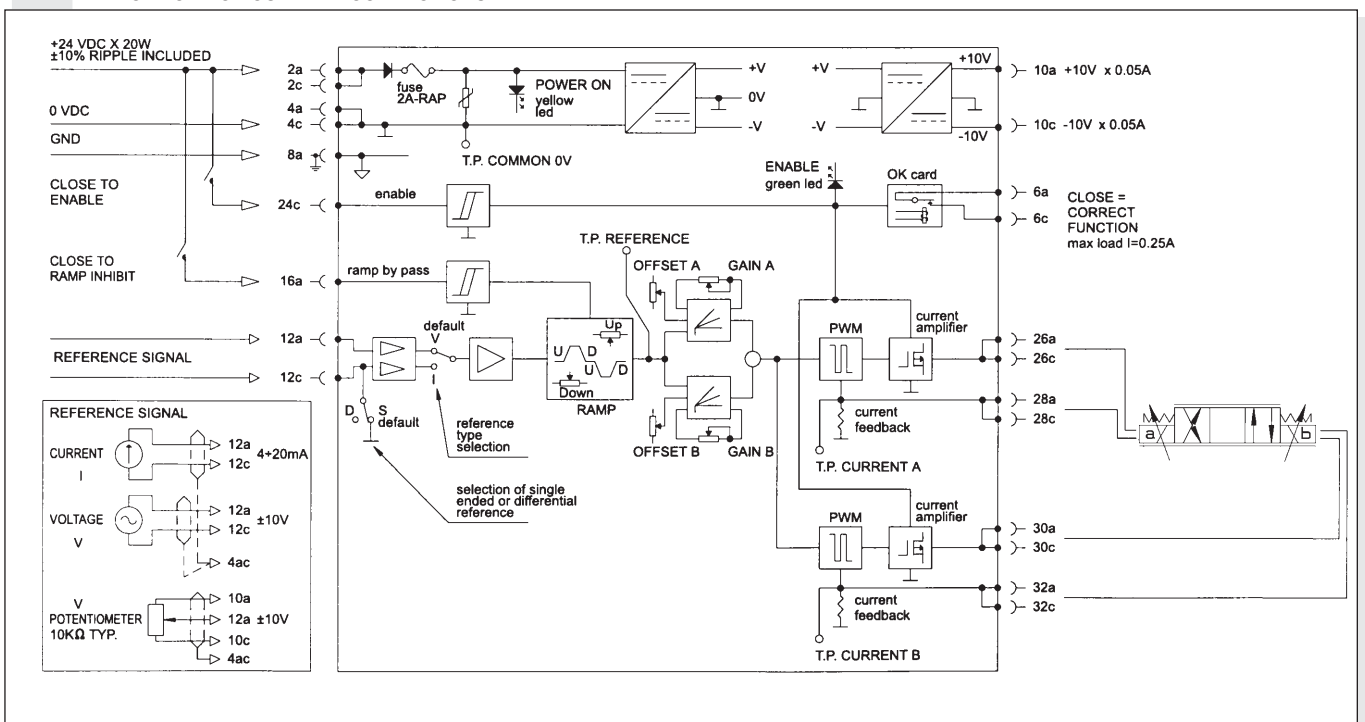 +24 VDC X 20W
±10% RIPPLE INCLUDED
0 VDC
GND
CLOSE TO
ENABLE
CLOSE TO
RAMP INHIBIT
REFERENCE SIGNAL
2a
2c
4a
4c
8a
24c
16a
12a
12c
fuse
2A-RAP
POWER ON
yellow
led
T.P. COMMON 0V
+V
0V
-V
+V
-V
+10V
-10V
10a +10V x 0.05A
10c -10V x 0.05A
enable
ENABLE
green led
OK card
6a
6c
CLOSE =
CORRECT
FUNCTION
max load I=0.25A
ramp by pass
T.P. REFERENCE
OFFSET A
GAIN A
default
V
I
D
S
default
Up
U D
U D
Down
RAMP
OFFSET B
GAIN B
reference
type
selection
selection of single
ended or differential
reference
PWM
current
amplifier
26a
26c
28a
28c
current
feedback
T.P. CURRENT A
a
b
PWM
current
amplifier
30a
30c
32a
32c
current
feedback
T.P. CURRENT B
REFERENCE SIGNAL
CURRENT
I
12a
12c
4÷20mA
VOLTAGE
V
12a
12c
±10V
4ac
V
POTENTIOMETER
10KΩ TYP.
10a
12a ±10V
10c
4ac